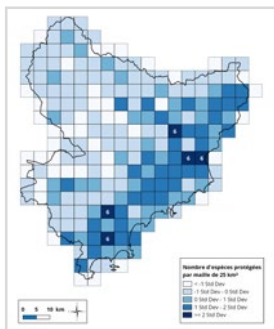 6
6 6
6
6
Nombre d'espèces protégées
par maille de 25 km²
< -1 Std Dev
-1 Std Dev - 0 Std Dev
0 Std Dev - 1 Std Dev
-1 Std Dev - 2 Std Dev
>= 2 Std Dev
0 5 10 km